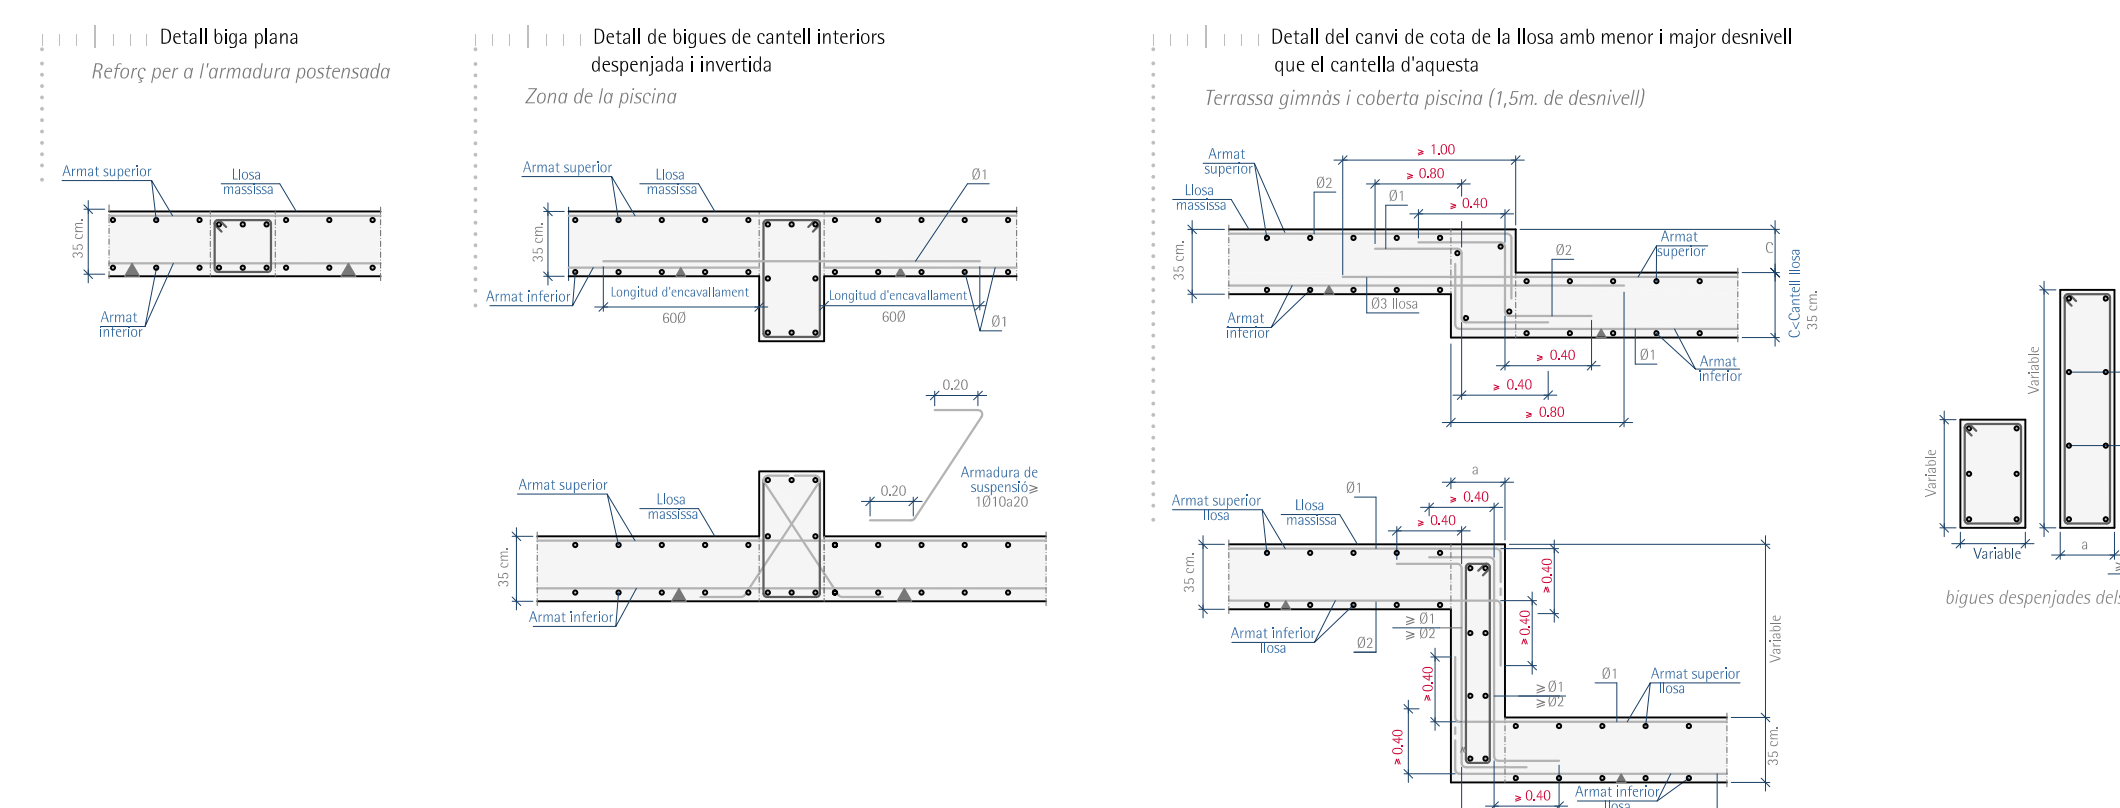 Detall biga plana
Reforç per a l'armadura postensada
Armat superior
Llosa
massissa
35 cm.
Armat
inferior
Detall de bigues de cantell interiors
despenjada i invertida
Zona de la piscina
Armat superior
Llosa
massissa
Ø1
35 cm.
Armat inferior
Longitud d'encavallament
60Ø
Longitud d'encavallament
60Ø
Ø1
0.20
0.20
Armadura de
suspensió⩾
1Ø10a20
Armat superior
Llosa
massissa
35 cm.
Armat inferior
Detall del canvi de cota de la llosa amb menor i major desnivell
que el cantella d'aquesta
Terrassa gimnàs i coberta piscina (1,5m. de desnivell)
⩾ 1.00
⩾ 0.80
⩾ 0.40
Armat
superior
Llosa
massissa
Ø2
Ø1
35 cm.
Ø3 llosa
Armat
inferior
Ø2
Armat
superior
C
C<Cantell llosa
35 cm.
Ø1
Armat
inferior
⩾ 0.40
⩾ 0.40
⩾ 0.80
a
⩾ 0.40
⩾ 0.40
Armat superior
llosa
Llosa
massissa
Ø1
35 cm.
⩾ 0.40
⩾ 0.40
Armat inferior
llosa
Ø2
⩾ Ø1
⩾ Ø2
⩾ 0.40
⩾ 0.40
⩾ Ø1
⩾ Ø2
Ø1
Armat superior
llosa
Variable
35 cm.
⩾ 0.40
Armat inferior
llosa
Variable
Variable
Variable
a
bigues despenjades dels